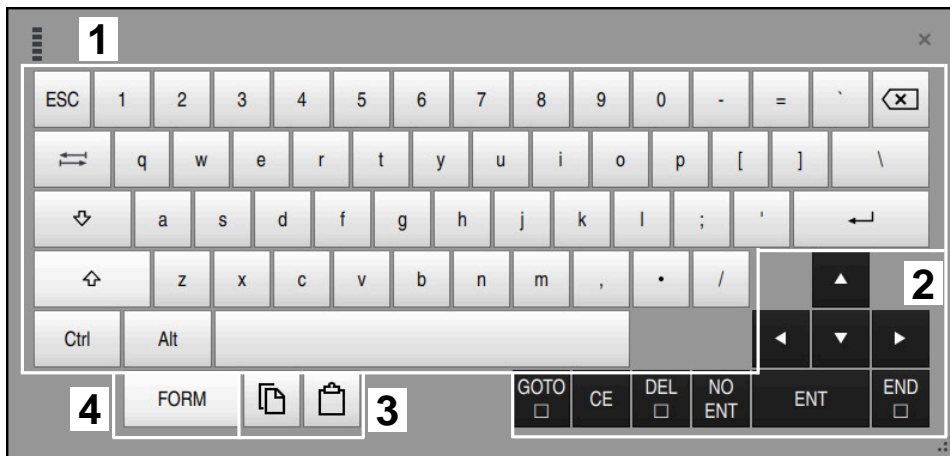 1
×
ESC 1 2 3 4 5 6 7 8 9 0 - = `
q w e r t y u i o p [ ] \
a s d f g h j k l ; '
z x c v b n m , • /
2
Ctrl Alt
4 FORM 3
GOTO □ CE DEL □ NO ENT ENT END □